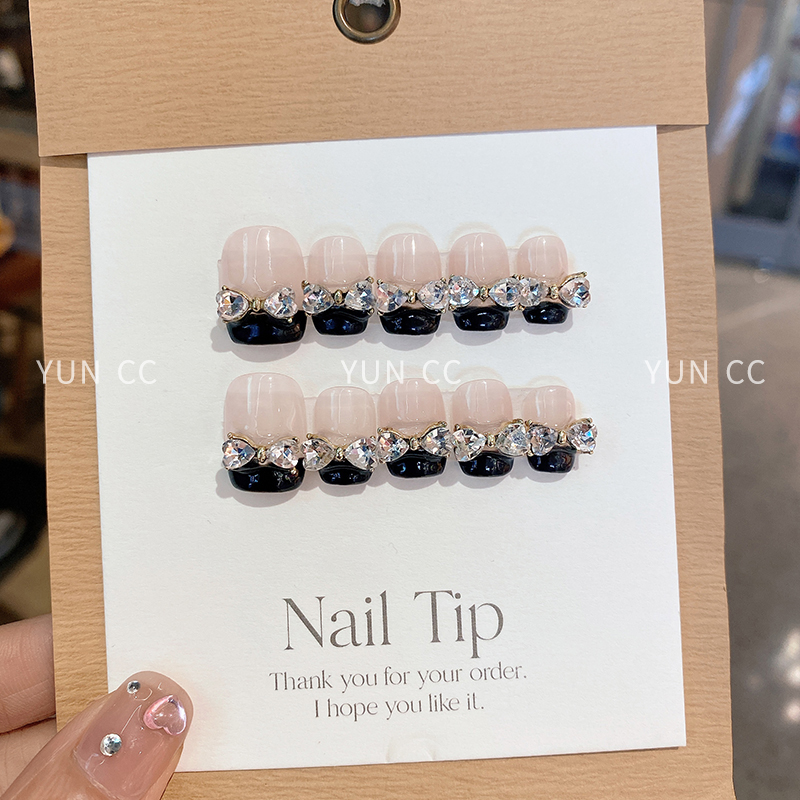 YUN CC YUN CC YUN CC
Nail Tip
Thank you for your order.
I hope you like it.